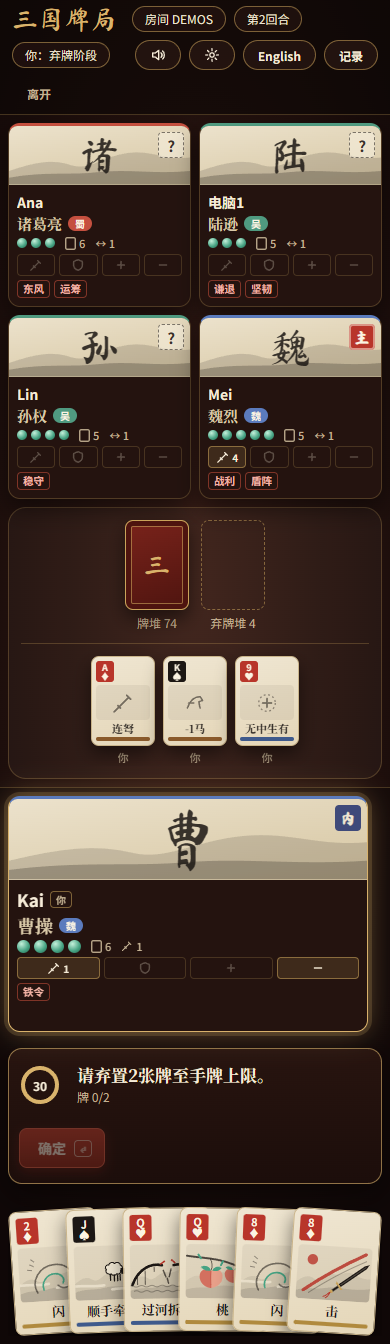 三国牌局
房间 DEMOS
第2回合
你：弃牌阶段
English
记录
离开
诸
?
Ana
诸葛亮 蜀
6 ↔ 1
东风 运筹
陆
?
电脑1
陆逊 吴
5 ↔ 1
谦退 坚韧
孙
?
Lin
孙权 吴
5 ↔ 1
稳守
魏
主
Mei
魏烈 魏
5 ↔ 1
4
战利 盾阵
三
牌堆 74
弃牌堆 4
A
连弩
你
K
-1马
你
9
无中生有
你
曹
内
Kai 你
曹操 魏
6 1
1
铁令
30
请弃置2张牌至手牌上限。
牌 0/2
确定
2
闪
J
顺手牵
Q
过河拆
Q
桃
8
闪
8
击